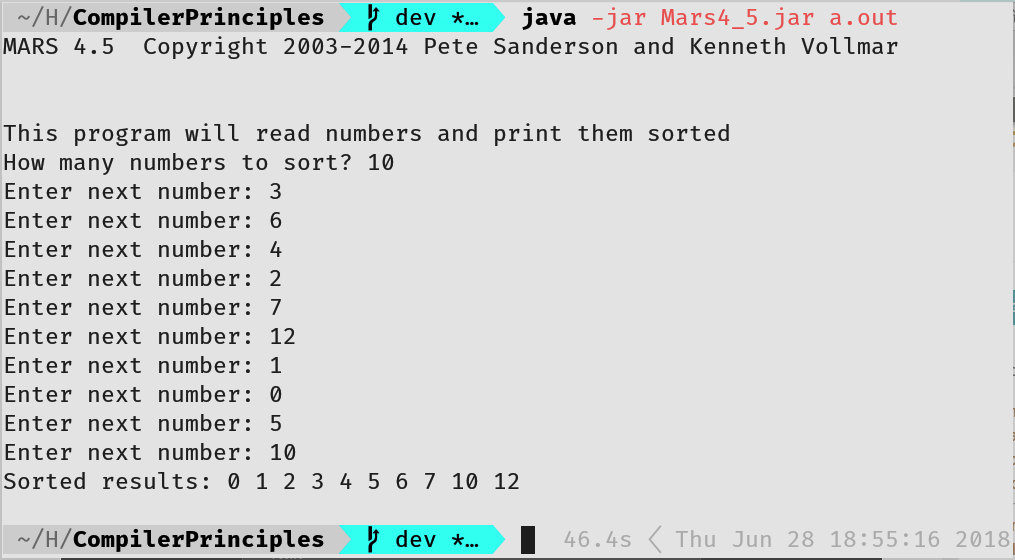 ~/H/CompilerPrinciples dev *… java -jar Mars4_5.jar a.out
MARS 4.5  Copyright 2003-2014 Pete Sanderson and Kenneth Vollmar
This program will read numbers and print them sorted
How many numbers to sort? 10
Enter next number: 3
Enter next number: 6
Enter next number: 4
Enter next number: 2
Enter next number: 7
Enter next number: 12
Enter next number: 1
Enter next number: 0
Enter next number: 5
Enter next number: 10
Sorted results: 0 1 2 3 4 5 6 7 10 12
~/H/CompilerPrinciples dev *… 46.4s Thu Jun 28 18:55:16 2018